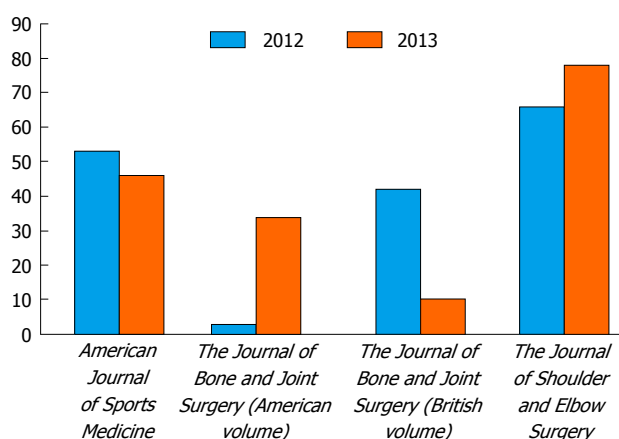 90
80
70
60
50
40
30
20
10
0
2012 2013
American
Journal
of Sports
Medicine
The Journal of
Bone and Joint
Surgery (American
volume)
The Journal of
Bone and Joint
Surgery (British
volume)
The Journal
of Shoulder
and Elbow
Surgery